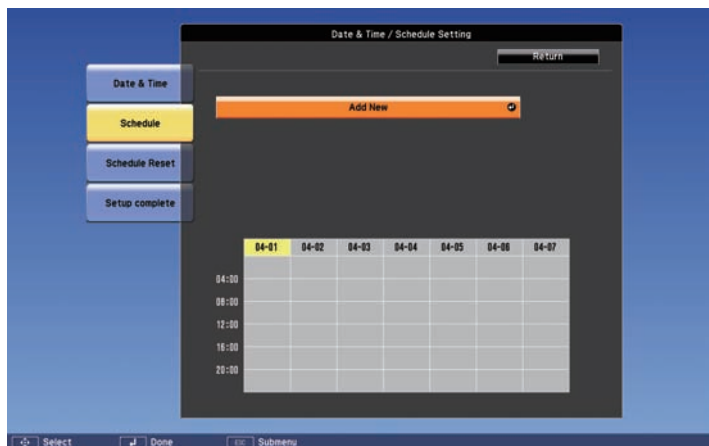 Date & Time / Schedule Setting
Return
Date & Time
Schedule
Schedule Reset
Setup complete
Add New
04-01 04-02 04-03 04-04 04-05 04-06 04-07
04:00
08:00
12:00
16:00
20:00
Select Done Esc Submenu